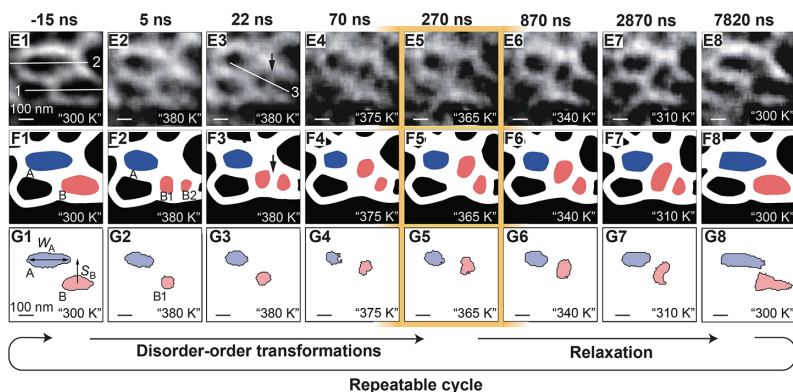 -15 ns 5 ns 22 ns 70 ns 270 ns 870 ns 2870 ns 7820 ns
E1 E2 E3 E4 E5 E6 E7 E8
2
1
3
100 nm
"300 K" "380 K" "380 K" "375 K" "365 K" "340 K" "310 K" "300 K"
F1 F2 F3 F4 F5 F6 F7 F8
A A
B B1 B2
"300 K" "380 K" "380 K" "375 K" "365 K" "340 K" "310 K" "300 K"
G1 G2 G3 G4 G5 G6 G7 G8
WA
A SB
B B1
100 nm
"300 K" "380 K" "380 K" "375 K" "365 K" "340 K" "310 K" "300 K"
Disorder-order transformations Relaxation
Repeatable cycle